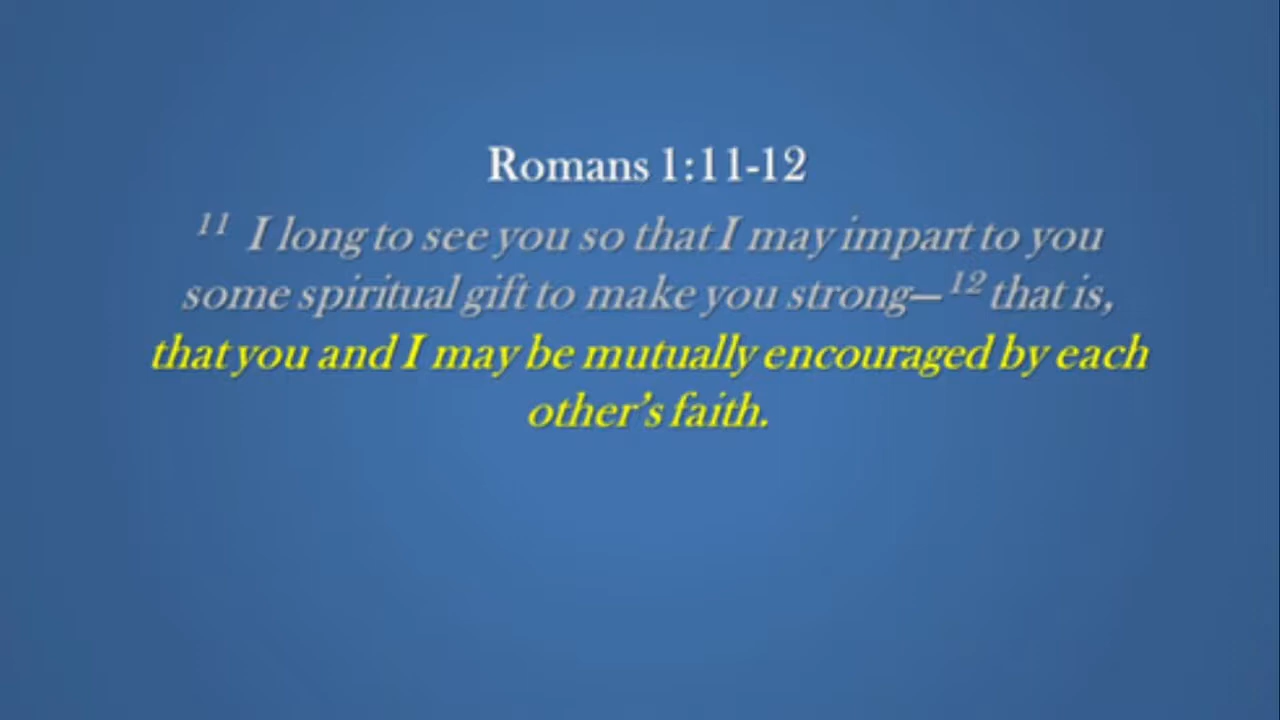 Romans 1:11-12
11 I long to see you so that I may impart to you
some spiritual gift to make you strong—12 that is,
that you and I may be mutually encouraged by each
other’s faith.